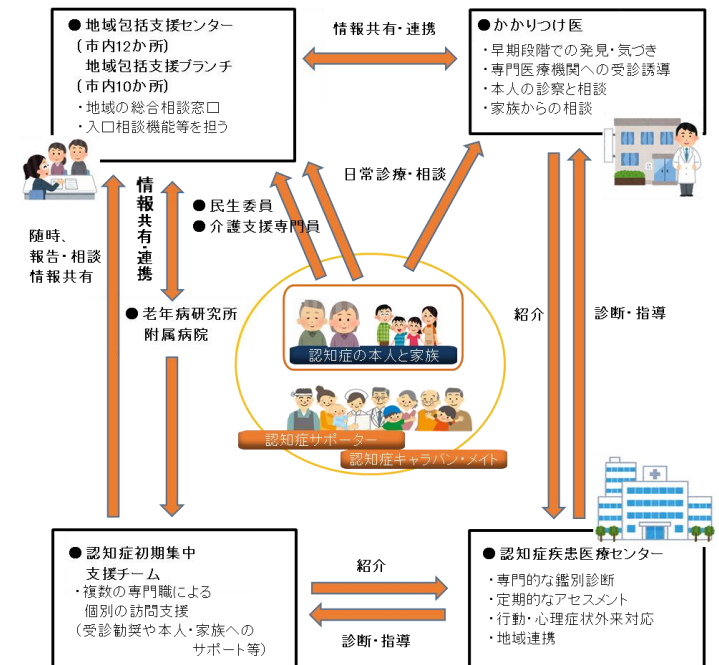 ● 地域包括支援センター
(市内12か所)
地域包括支援ブランチ
(市内10か所)
・地域の総合相談窓口
・入口相談機能等を担う
情報共有・連携
● かかりつけ医
・早期段階での発見・気づき
・専門医療機関への受診誘導
・本人の診察と相談
・家族からの相談
日常診療・相談
情報共有・連携
● 民生委員
● 介護支援専門員
随時、
報告・相談
情報共有
● 老年病研究所
附属病院
認知症の本人と家族
認知症サポーター
認知症キャラバン・メイト
紹介
診断・指導
● 認知症初期集中
支援チーム
・複数の専門職による
個別の訪問支援
(受診勧奨や本人・家族への
サポート等)
紹介
診断・指導
● 認知症疾患医療センター
・専門的な鑑別診断
・定期的なアセスメント
・行動・心理症状外来対応
・地域連携